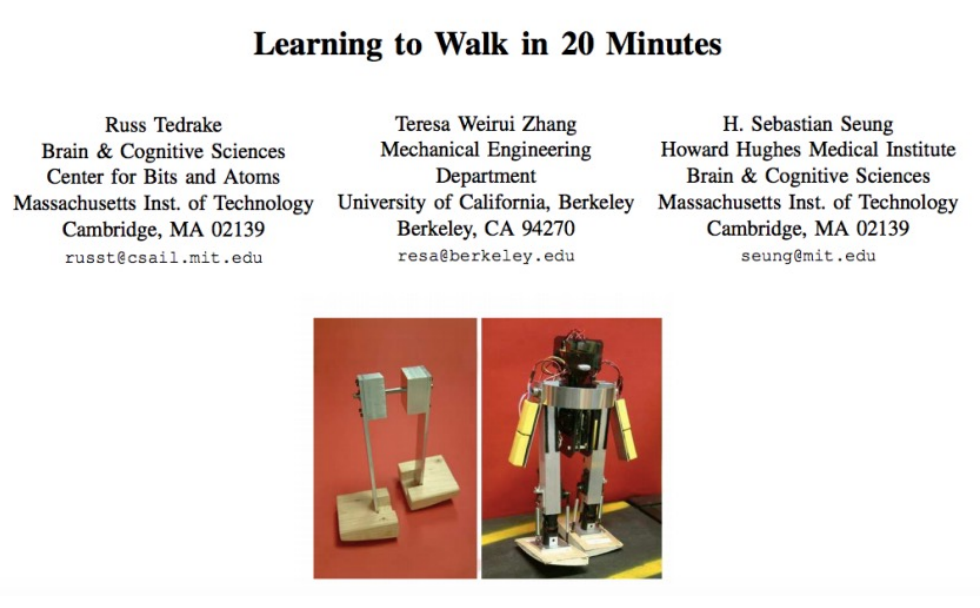 Learning to Walk in 20 Minutes
Russ Tedrake
Brain & Cognitive Sciences
Center for Bits and Atoms
Massachusetts Inst. of Technology
Cambridge, MA 02139
russt@csail.mit.edu
Teresa Weirui Zhang
Mechanical Engineering
Department
University of California, Berkeley
Berkeley, CA 94270
resa@berkeley.edu
H. Sebastian Seung
Howard Hughes Medical Institute
Brain & Cognitive Sciences
Massachusetts Inst. of Technology
Cambridge, MA 02139
seung@mit.edu